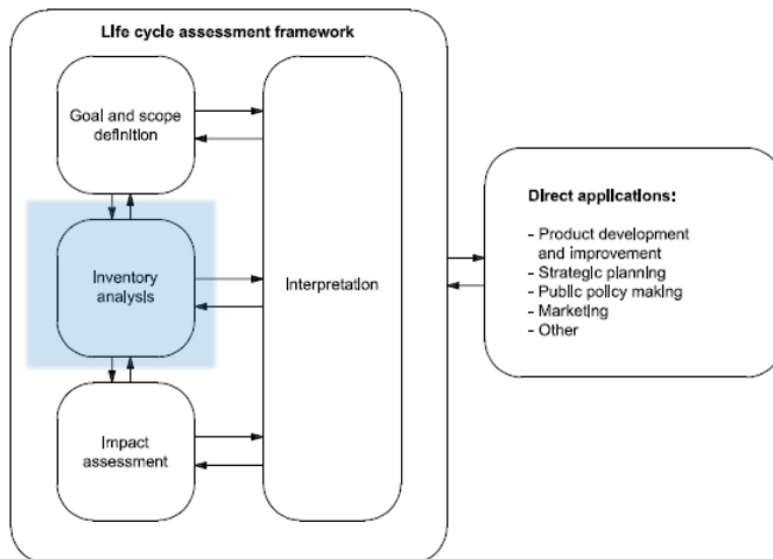 Life cycle assessment framework
Goal and scope
definition
Inventory
analysis
Impact
assessment
Interpretation
Direct applications:
- Product development
and improvement
- Strategic planning
- Public policy making
- Marketing
- Other